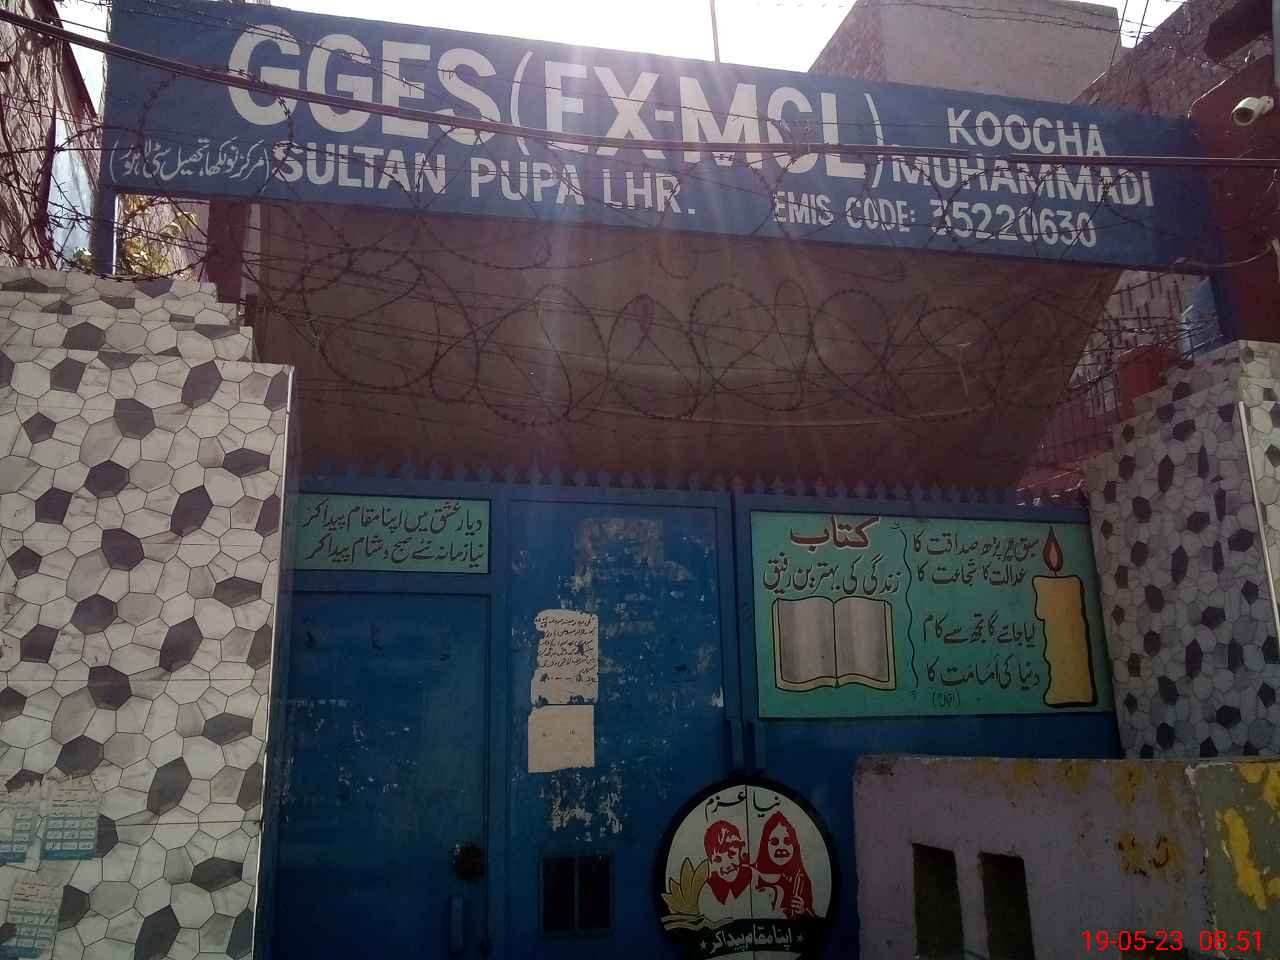 GGES (EX-MCL) KOOCHA
MUHAMMADI
(مرکز نولکھا تحصیل سٹی لاہور) SULTAN PUPA LHR. EMIS CODE: 35220630
دیار عشق میں اپنا مقام پیدا کر
نیا زمانہ نئے صبح و شام پیدا کر
کتاب
زندگی کی بہترین رفیق
سبق پھر پڑھ صداقت کا
عدالت کا شجاعت کا
لیا جائے گا تجھ سے کام
دنیا کی امامت کا
(اقبال)
نیا عزم
اپنا مقام پیدا کر
19-05-23 08:51